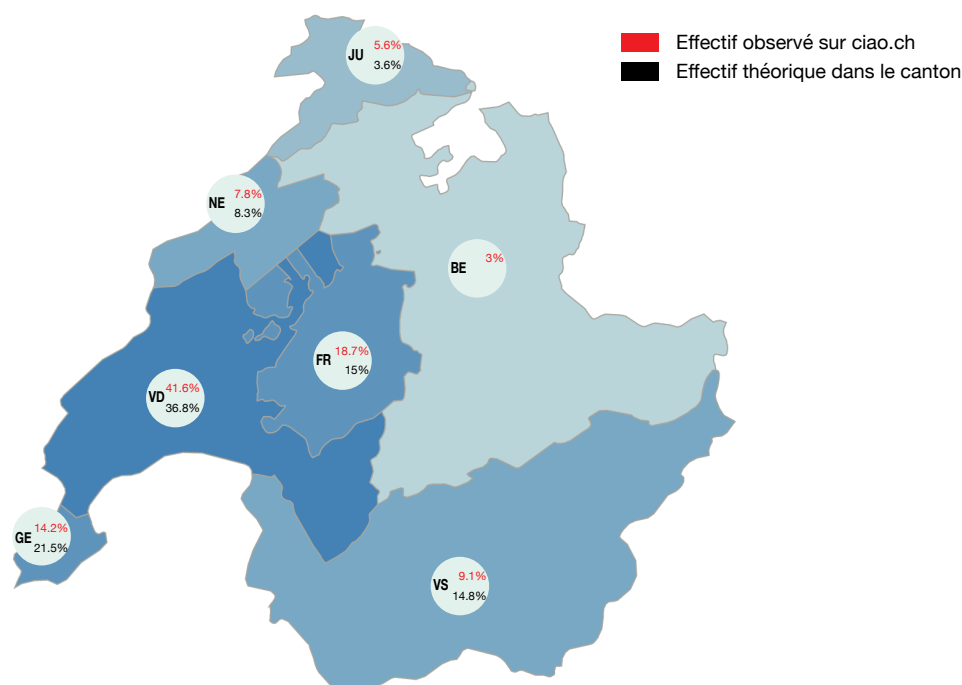 JU 5.6%
3.6%
Effectif observé sur ciao.ch
Effectif théorique dans le canton
NE 7.8%
8.3%
BE 3%
FR 18.7%
15%
VD 41.6%
36.8%
GE 14.2%
21.5%
VS 9.1%
14.8%